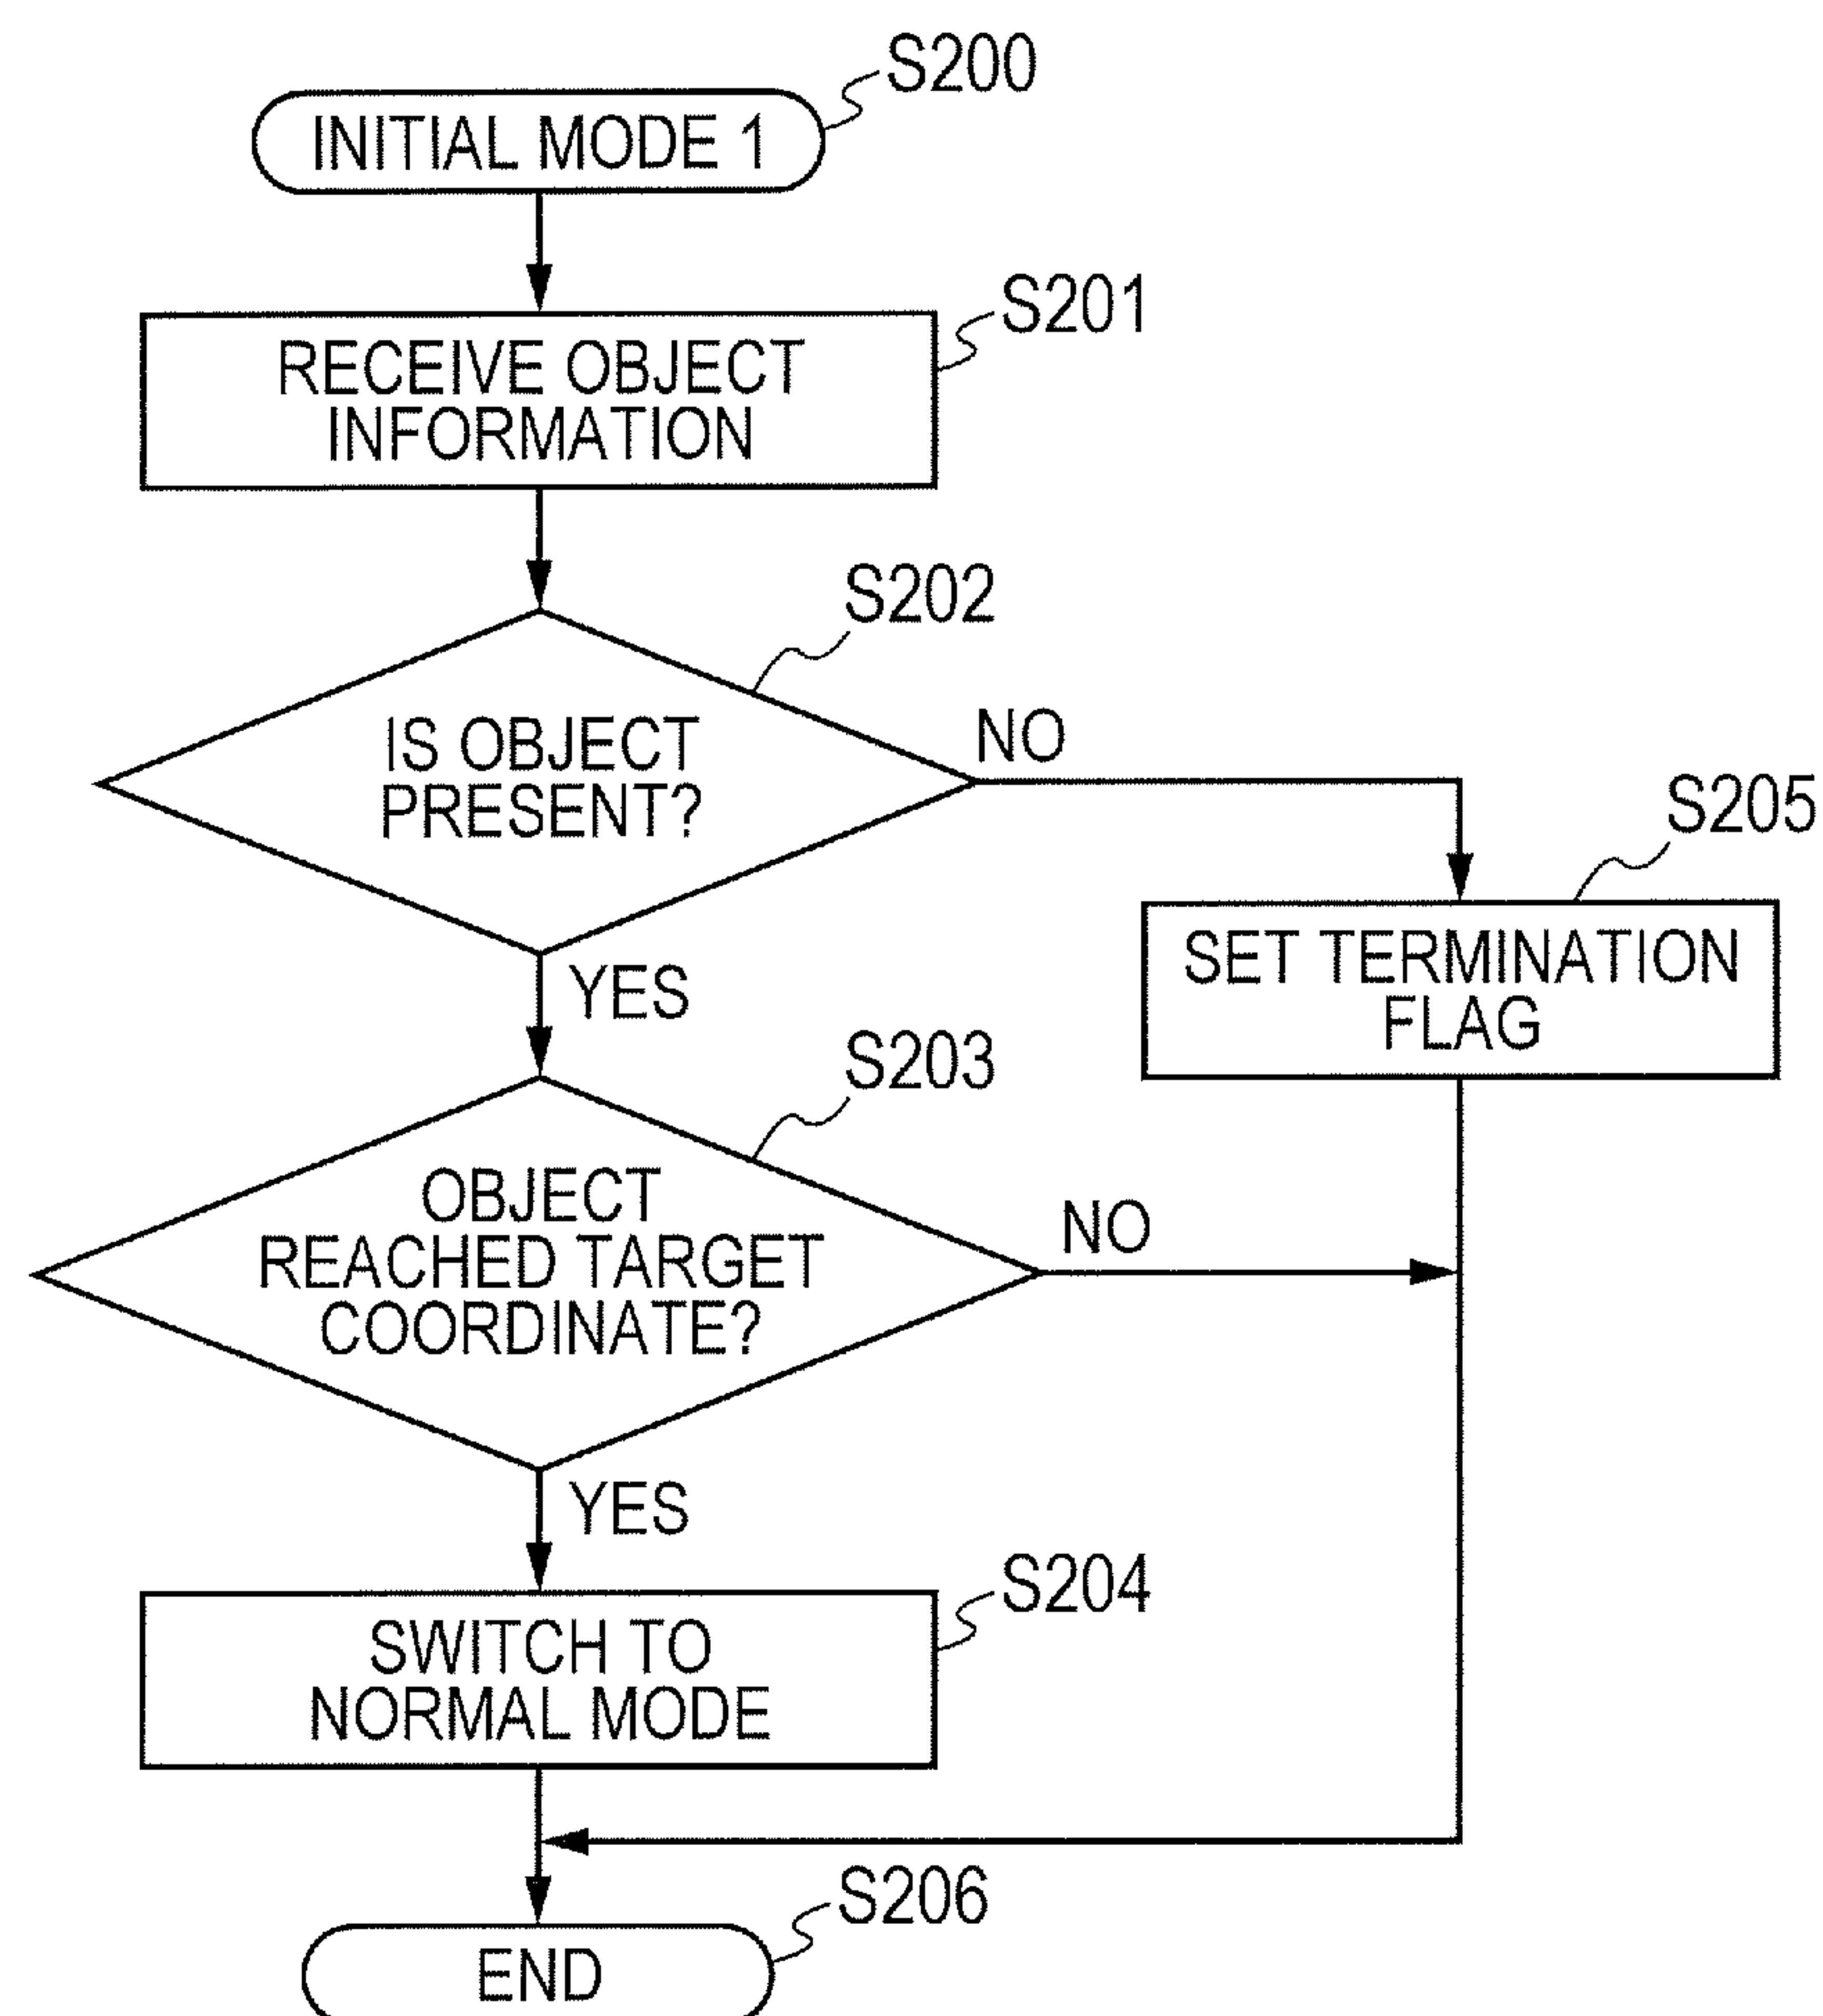 S200
INITIAL MODE 1
S201
RECEIVE OBJECT
INFORMATION
S202
IS OBJECT
PRESENT?
NO
S205
SET TERMINATION
FLAG
YES
S203
OBJECT
REACHED TARGET
COORDINATE?
NO
YES
S204
SWITCH TO
NORMAL MODE
S206
END